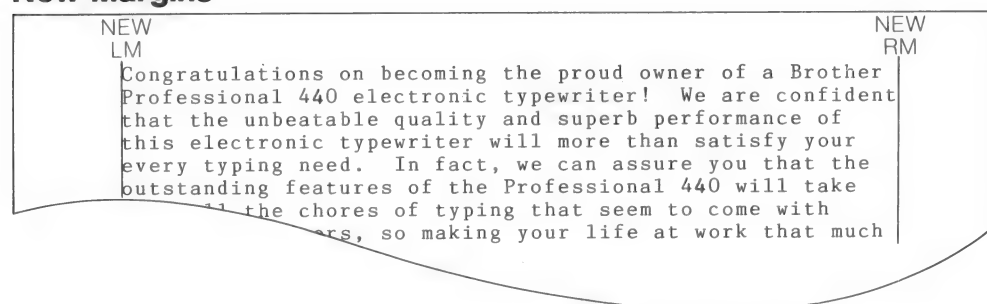 NEW NEW
LM RM
Congratulations on becoming the proud owner of a Brother
Professional 440 electronic typewriter!  We are confident
that the unbeatable quality and superb performance of
this electronic typewriter will more than satisfy your
every typing need.  In fact, we can assure you that the
outstanding features of the Professional 440 will take
the chores of typing that seem to come with
so making your life at work that much